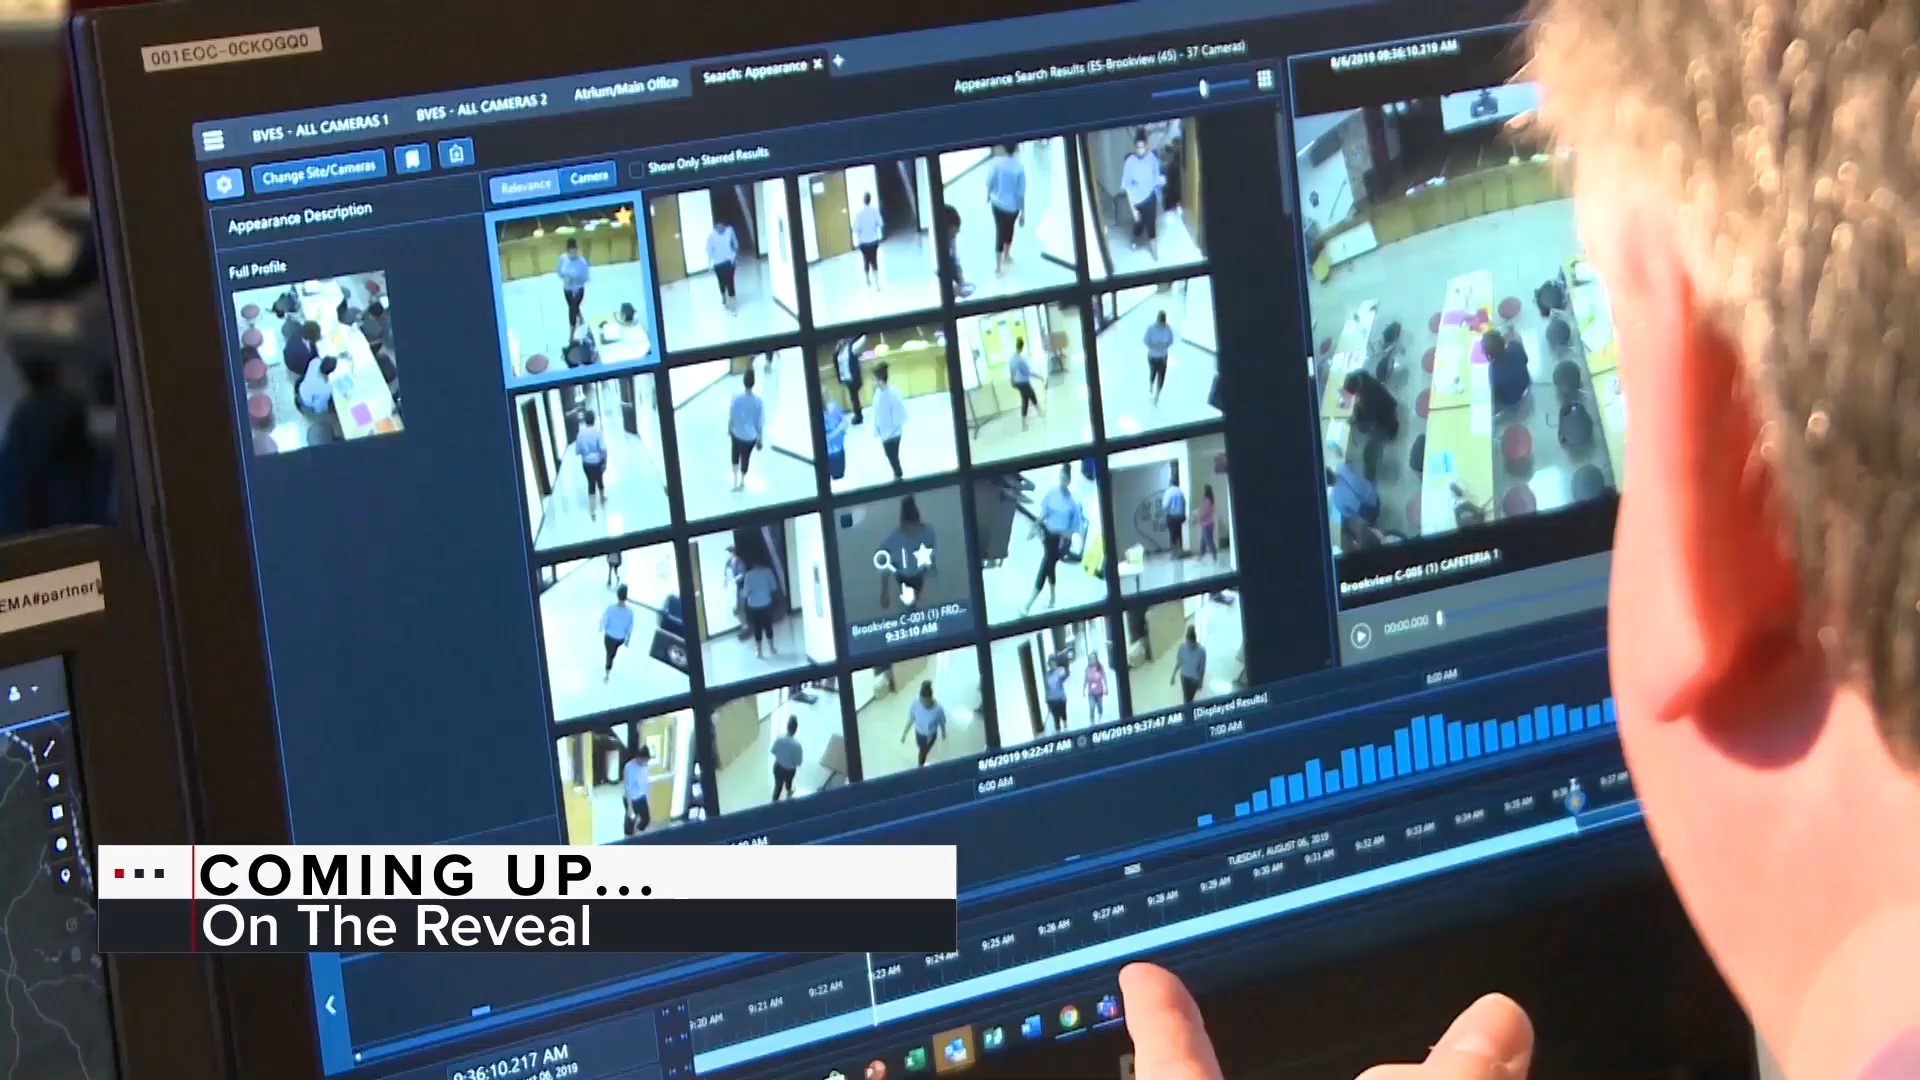 001EOC-0CKOGQ0
BVES - ALL CAMERAS 1
BVES - ALL CAMERAS 2
Atrium/Main Office
Search: Appearance
Appearance Search Results (ES-Brookview (45) - 37 Cameras)
8/6/2019 09:36:10.219 AM
Change Site/Cameras
Relevance
Camera
Show Only Starred Results
Appearance Description
Full Profile
Brookview C-001 (1) FRO...
9:33:10 AM
Brookview C-005 (1) CAFETERIA 1
00:00.000
EMA#partner
8/6/2019 9:22:47 AM
8/6/2019 9:37:47 AM
[Displayed Results]
6:00 AM
7:00 AM
8:00 AM
COMING UP...
On The Reveal
TUESDAY, AUGUST 06, 2019
9:20 AM
9:21 AM
9:22 AM
9:23 AM
9:24 AM
9:25 AM
9:26 AM
9:27 AM
9:28 AM
9:29 AM
9:30 AM
9:31 AM
9:32 AM
9:33 AM
9:34 AM
9:35 AM
9:37 AM
9:36:10.217 AM